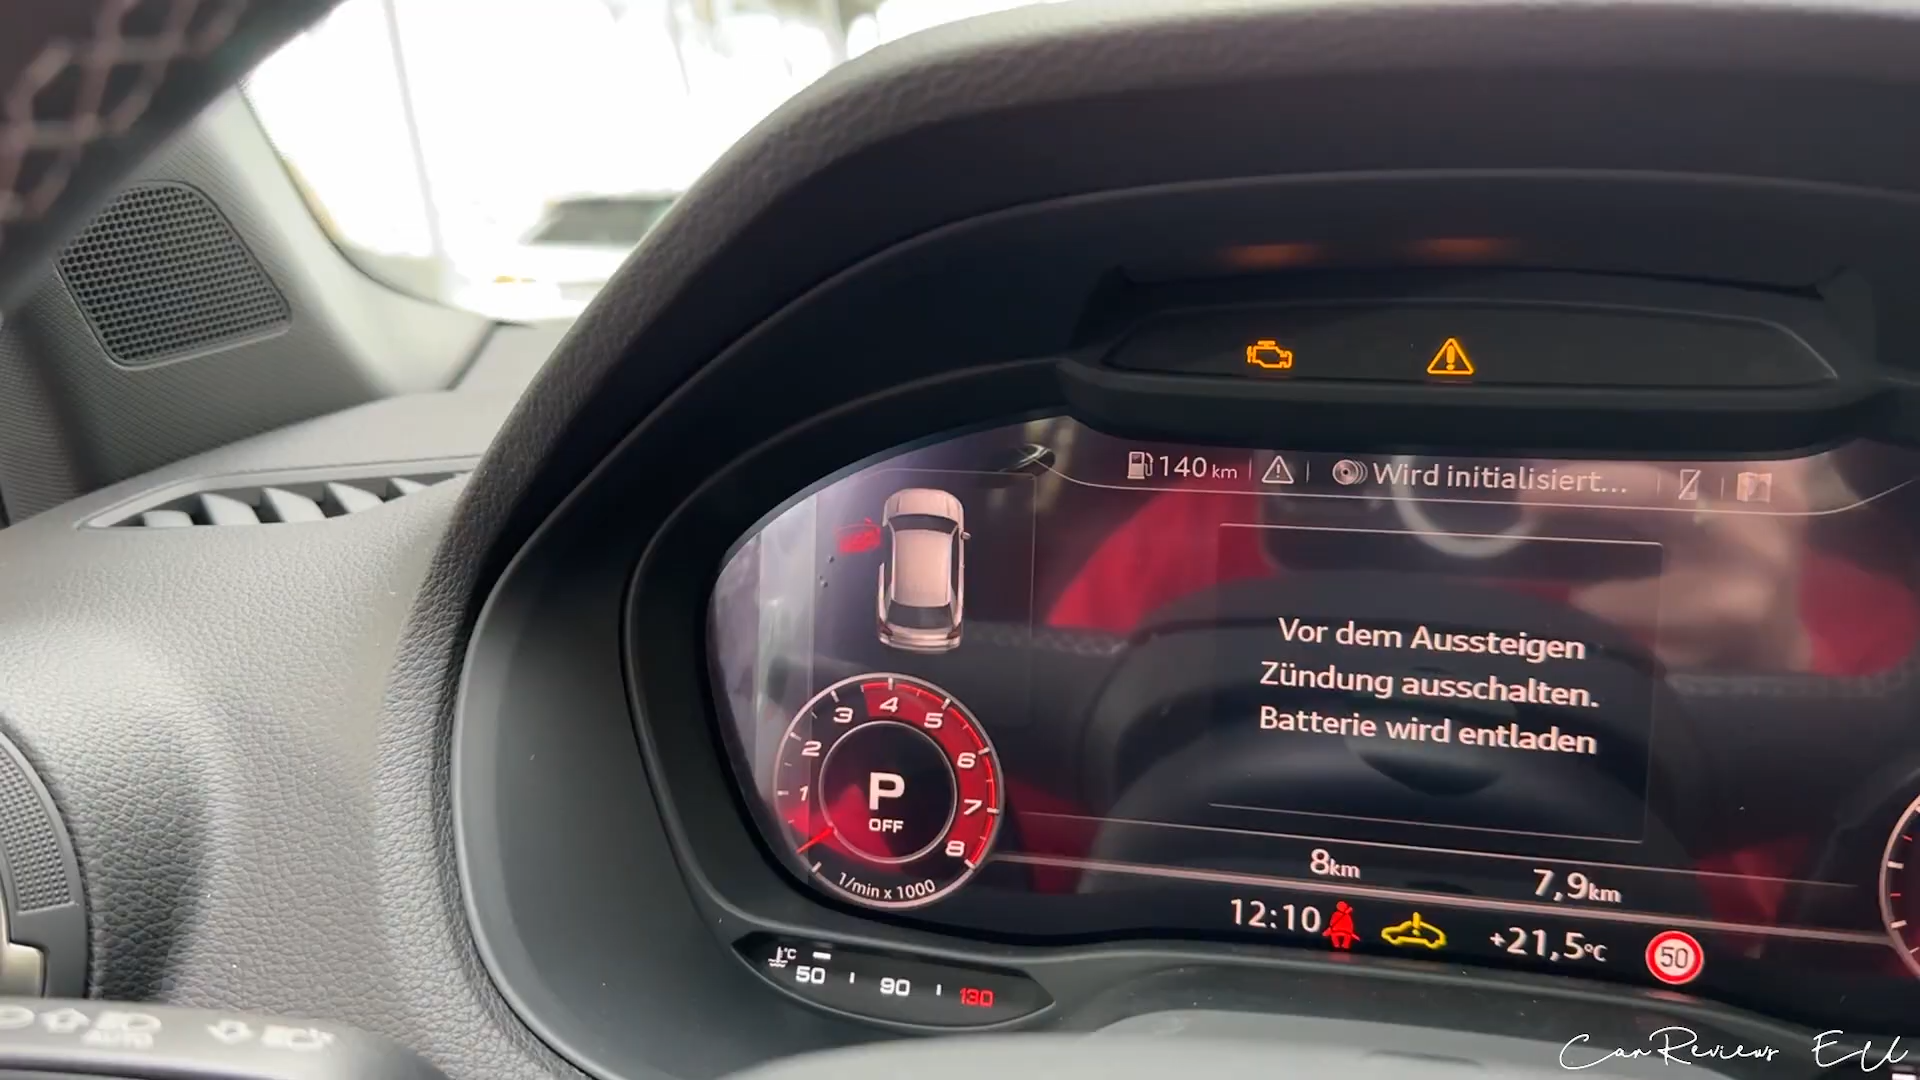 140 km
Wird initialisiert...
Vor dem Aussteigen
Zündung ausschalten.
Batterie wird entladen
1 2 3 4 5 6 7 8
P
OFF
1/min x 1000
8km 7,9km
12:10 +21,5°C 50
°C 50 90 130
AUTO
CarReviews EU